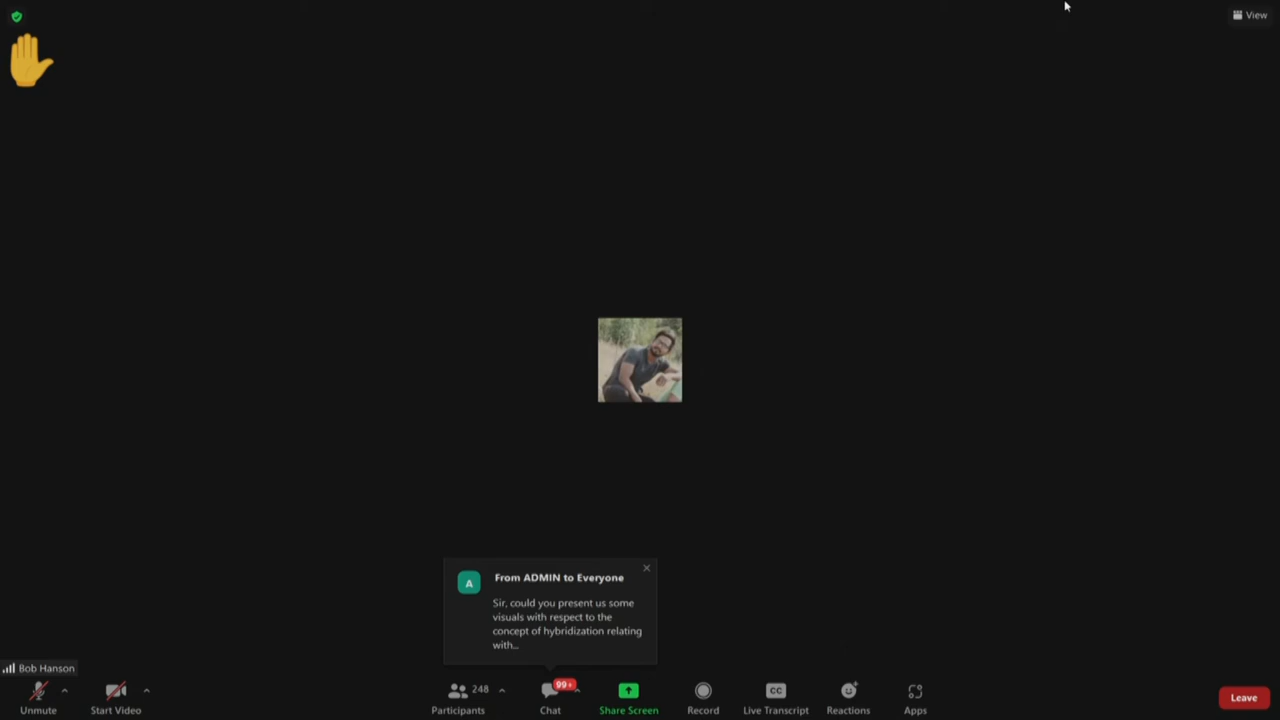 View
A
From ADMIN to Everyone
Sir, could you present us some
visuals with respect to the
concept of hybridization relating
with...
Bob Hanson
Unmute
Start Video
248
Participants
99+
Chat
Share Screen
Record
CC
Live Transcript
Reactions
Apps
Leave